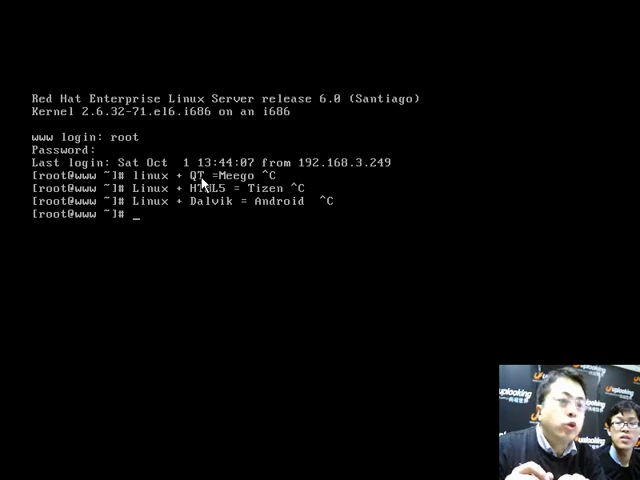 Red Hat Enterprise Linux Server release 6.0 (Santiago)
Kernel 2.6.32-71.el6.i686 on an i686
www login: root
Password:
Last login: Sat Oct  1 13:44:07 from 192.168.3.249
[root@www ~]# linux + QT =Meego ^C
[root@www ~]# Linux + HTML5 = Tizen ^C
[root@www ~]# Linux + Dalvik = Android  ^C
[root@www ~]# _
uplooking
uplooking